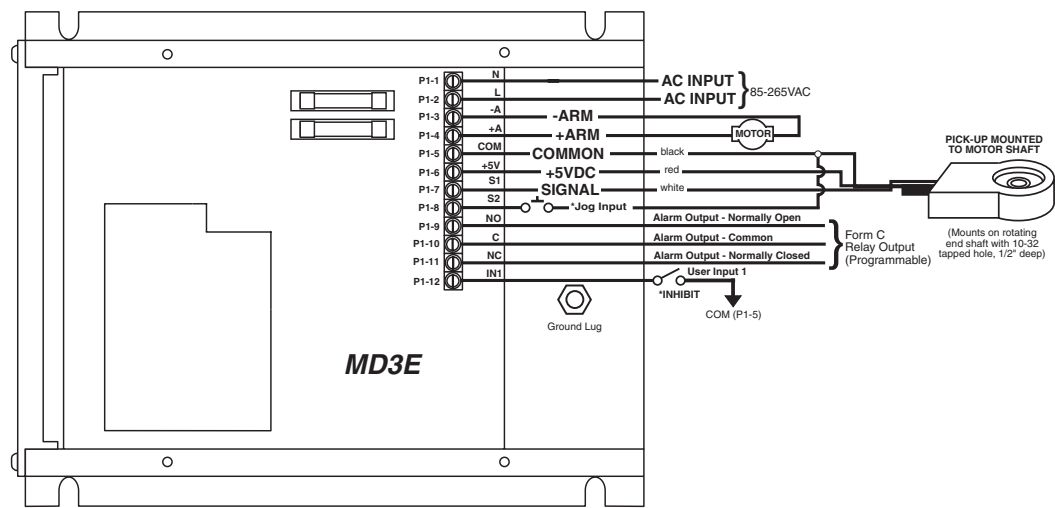 P1-1 N AC INPUT
P1-2 L AC INPUT
85-265VAC
P1-3 -A -ARM
P1-4 +A +ARM
MOTOR
P1-5 COM COMMON black
P1-6 +5V +5VDC red
P1-7 S1 SIGNAL white
P1-8 S2 *Jog Input
P1-9 NO Alarm Output - Normally Open
P1-10 C Alarm Output - Common
P1-11 NC Alarm Output - Normally Closed
P1-12 IN1 User Input 1
*INHIBIT
COM (P1-5)
Form C
Relay Output
(Programmable)
PICK-UP MOUNTED
TO MOTOR SHAFT
(Mounts on rotating
end shaft with 10-32
tapped hole, 1/2" deep)
Ground Lug
MD3E